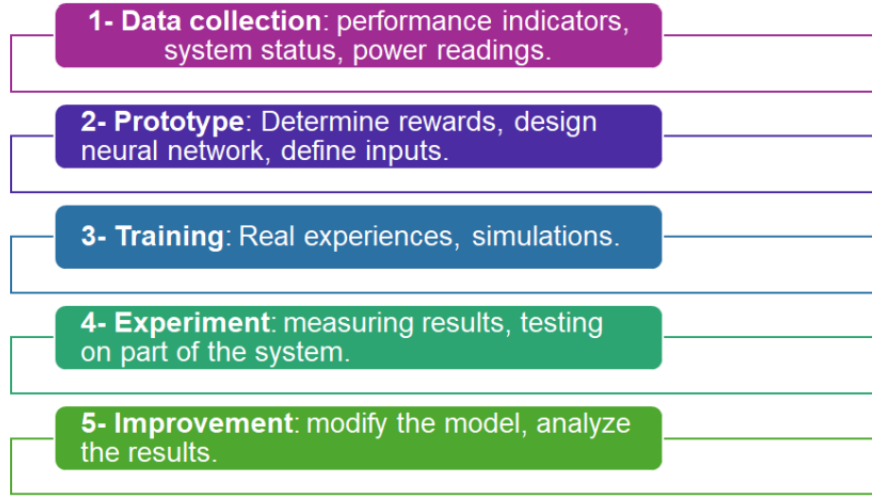 1- Data collection: performance indicators,
system status, power readings.
2- Prototype: Determine rewards, design
neural network, define inputs.
3- Training: Real experiences, simulations.
4- Experiment: measuring results, testing
on part of the system.
5- Improvement: modify the model, analyze
the results.